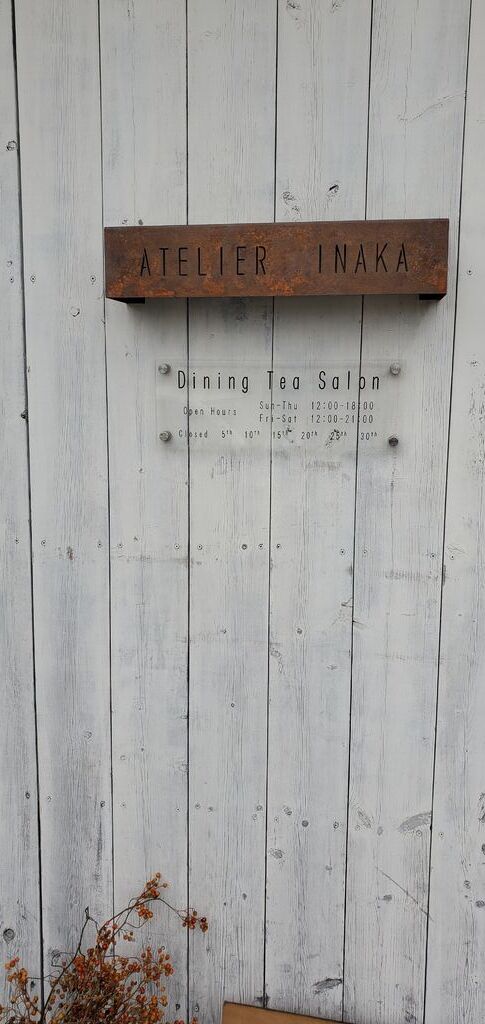 ATELIER INAKA
Dining Tea Salon
Open Hours Sun-Thu 12:00-18:00
Fri-Sat 12:00-21:00
Closed 5th 10th 15th 20th 25th 30th